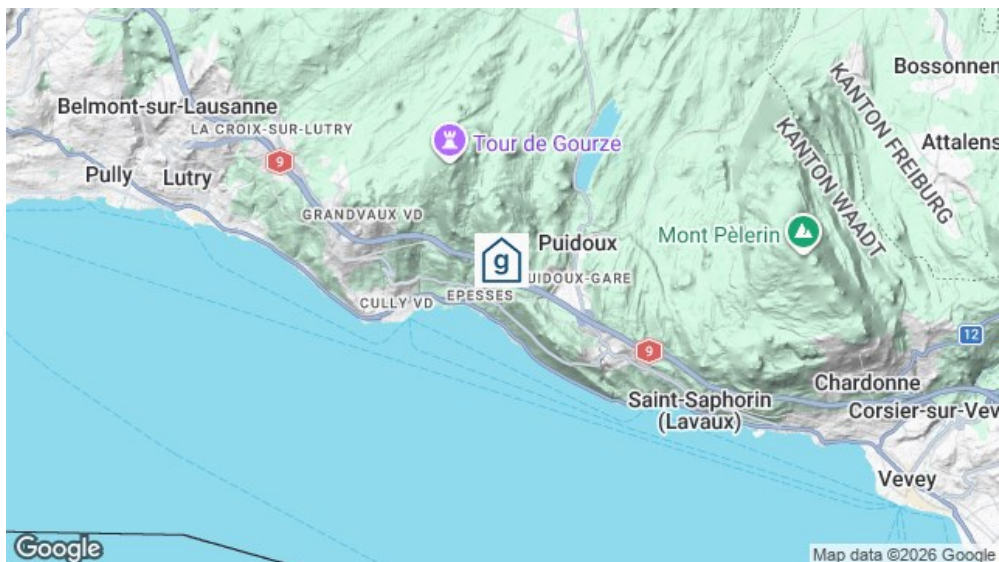 Bossonnen
Belmont-sur-Lausanne
KANTON FREIBURG
LA CROIX-SUR-LUTRY
KANTON WAADT
Attalens
9
Tour de Gourze
Pully
Lutry
GRANDVAUX VD
Puidoux
Mont Pèlerin
g
UIDOUX-GARE
CULLY VD
EPESSES
12
9
Chardonne
Saint-Saphorin
(Lavaux)
Corsier-sur-Vev
Vevey
Google
Map data ©2026 Google